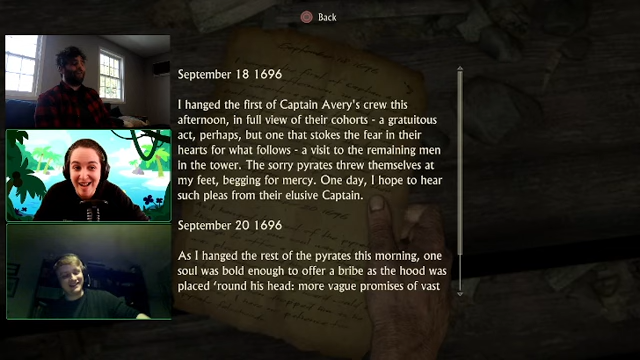 Back
September 18 1696
I hanged the first of Captain Avery's crew this
afternoon, in full view of their cohorts - a gratuitous
act, perhaps, but one that stokes the fear in their
hearts for what follows - a visit to the remaining men
in the tower. The sorry pyrates threw themselves at
my feet, begging for mercy. One day, I hope to hear
such pleas from their elusive Captain.
September 20 1696
As I hanged the rest of the pyrates this morning, one
soul was bold enough to offer a bribe as the hood was
placed ‘round his head: more vague promises of vast